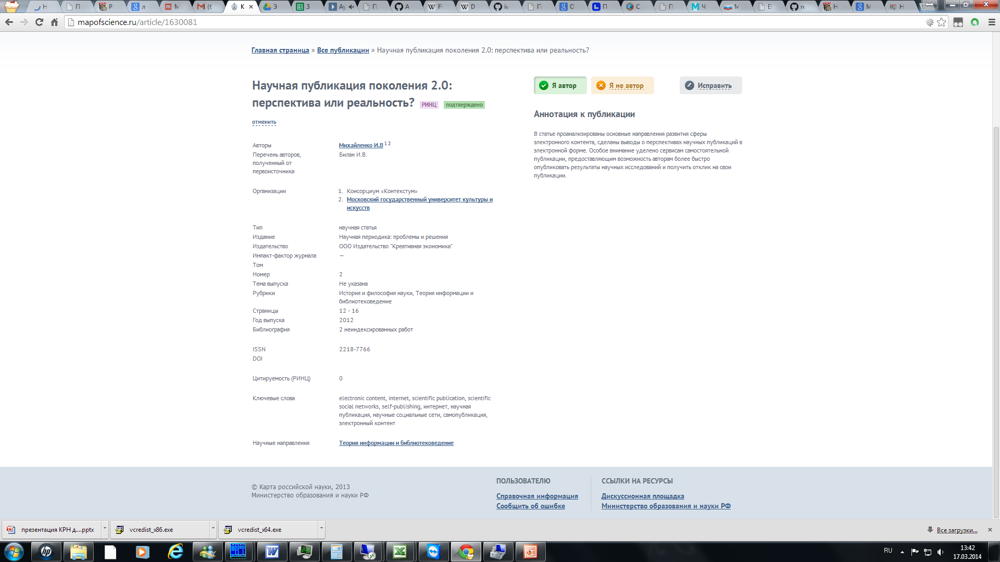 Н
П
Р
л
М
(6
К
Э
З
Ау
П
А
Fl
D
iv
П
О
П
С
П
Ч
М
El
re
Н
М
Н
mapofscience.ru/article/1630081
Главная страница » Все публикации » Научная публикация поколения 2.0: перспектива или реальность?
Научная публикация поколения 2.0:
перспектива или реальность? РИНЦ подтверждено
отменить
Авторы Михайленко И.В 1 2
Перечень авторов, Билан И.В.
полученный от
первоисточника
Организации 1. Консорциум «Контекстум»
2. Московский государственный университет культуры и
искусств
Тип научная статья
Издание Научная периодика: проблемы и решения
Издательство ООО Издательство "Креативная экономика"
Импакт-фактор журнала —
Том
Номер 2
Тема выпуска Не указана
Рубрики История и философия науки, Теория информации и
библиотековедение
Страницы 12 - 16
Год выпуска 2012
Библиография 2 неиндексированных работ
ISSN 2218-7766
DOI
Цитируемость (РИНЦ) 0
Ключевые слова electronic content, internet, scientific publication, scientific
social networks, self-publishing, интернет, научная
публикация, научные социальные сети, самопубликация,
электронный контент
Научные направления Теория информации и библиотековедение
Я автор Я не автор Исправить
Аннотация к публикации
В статье проанализированы основные направления развития сферы
электронного контента, сделаны выводы о перспективах научных публикаций в
электронной форме. Особое внимание уделено сервисам самостоятельной
публикации, предоставляющим возможность авторам более быстро
опубликовать результаты научных исследований и получить отклик на свои
публикации.
© Карта российской науки, 2013
Министерство образования и науки РФ
ПОЛЬЗОВАТЕЛЮ
Справочная информация
Сообщить об ошибке
ССЫЛКИ НА РЕСУРСЫ
Дискуссионная площадка
Министерство образования и науки РФ
презентация КРН д....pptx
vcredist_x86.exe
vcredist_x64.exe
Все загрузки...
RU
13:42
17.03.2014